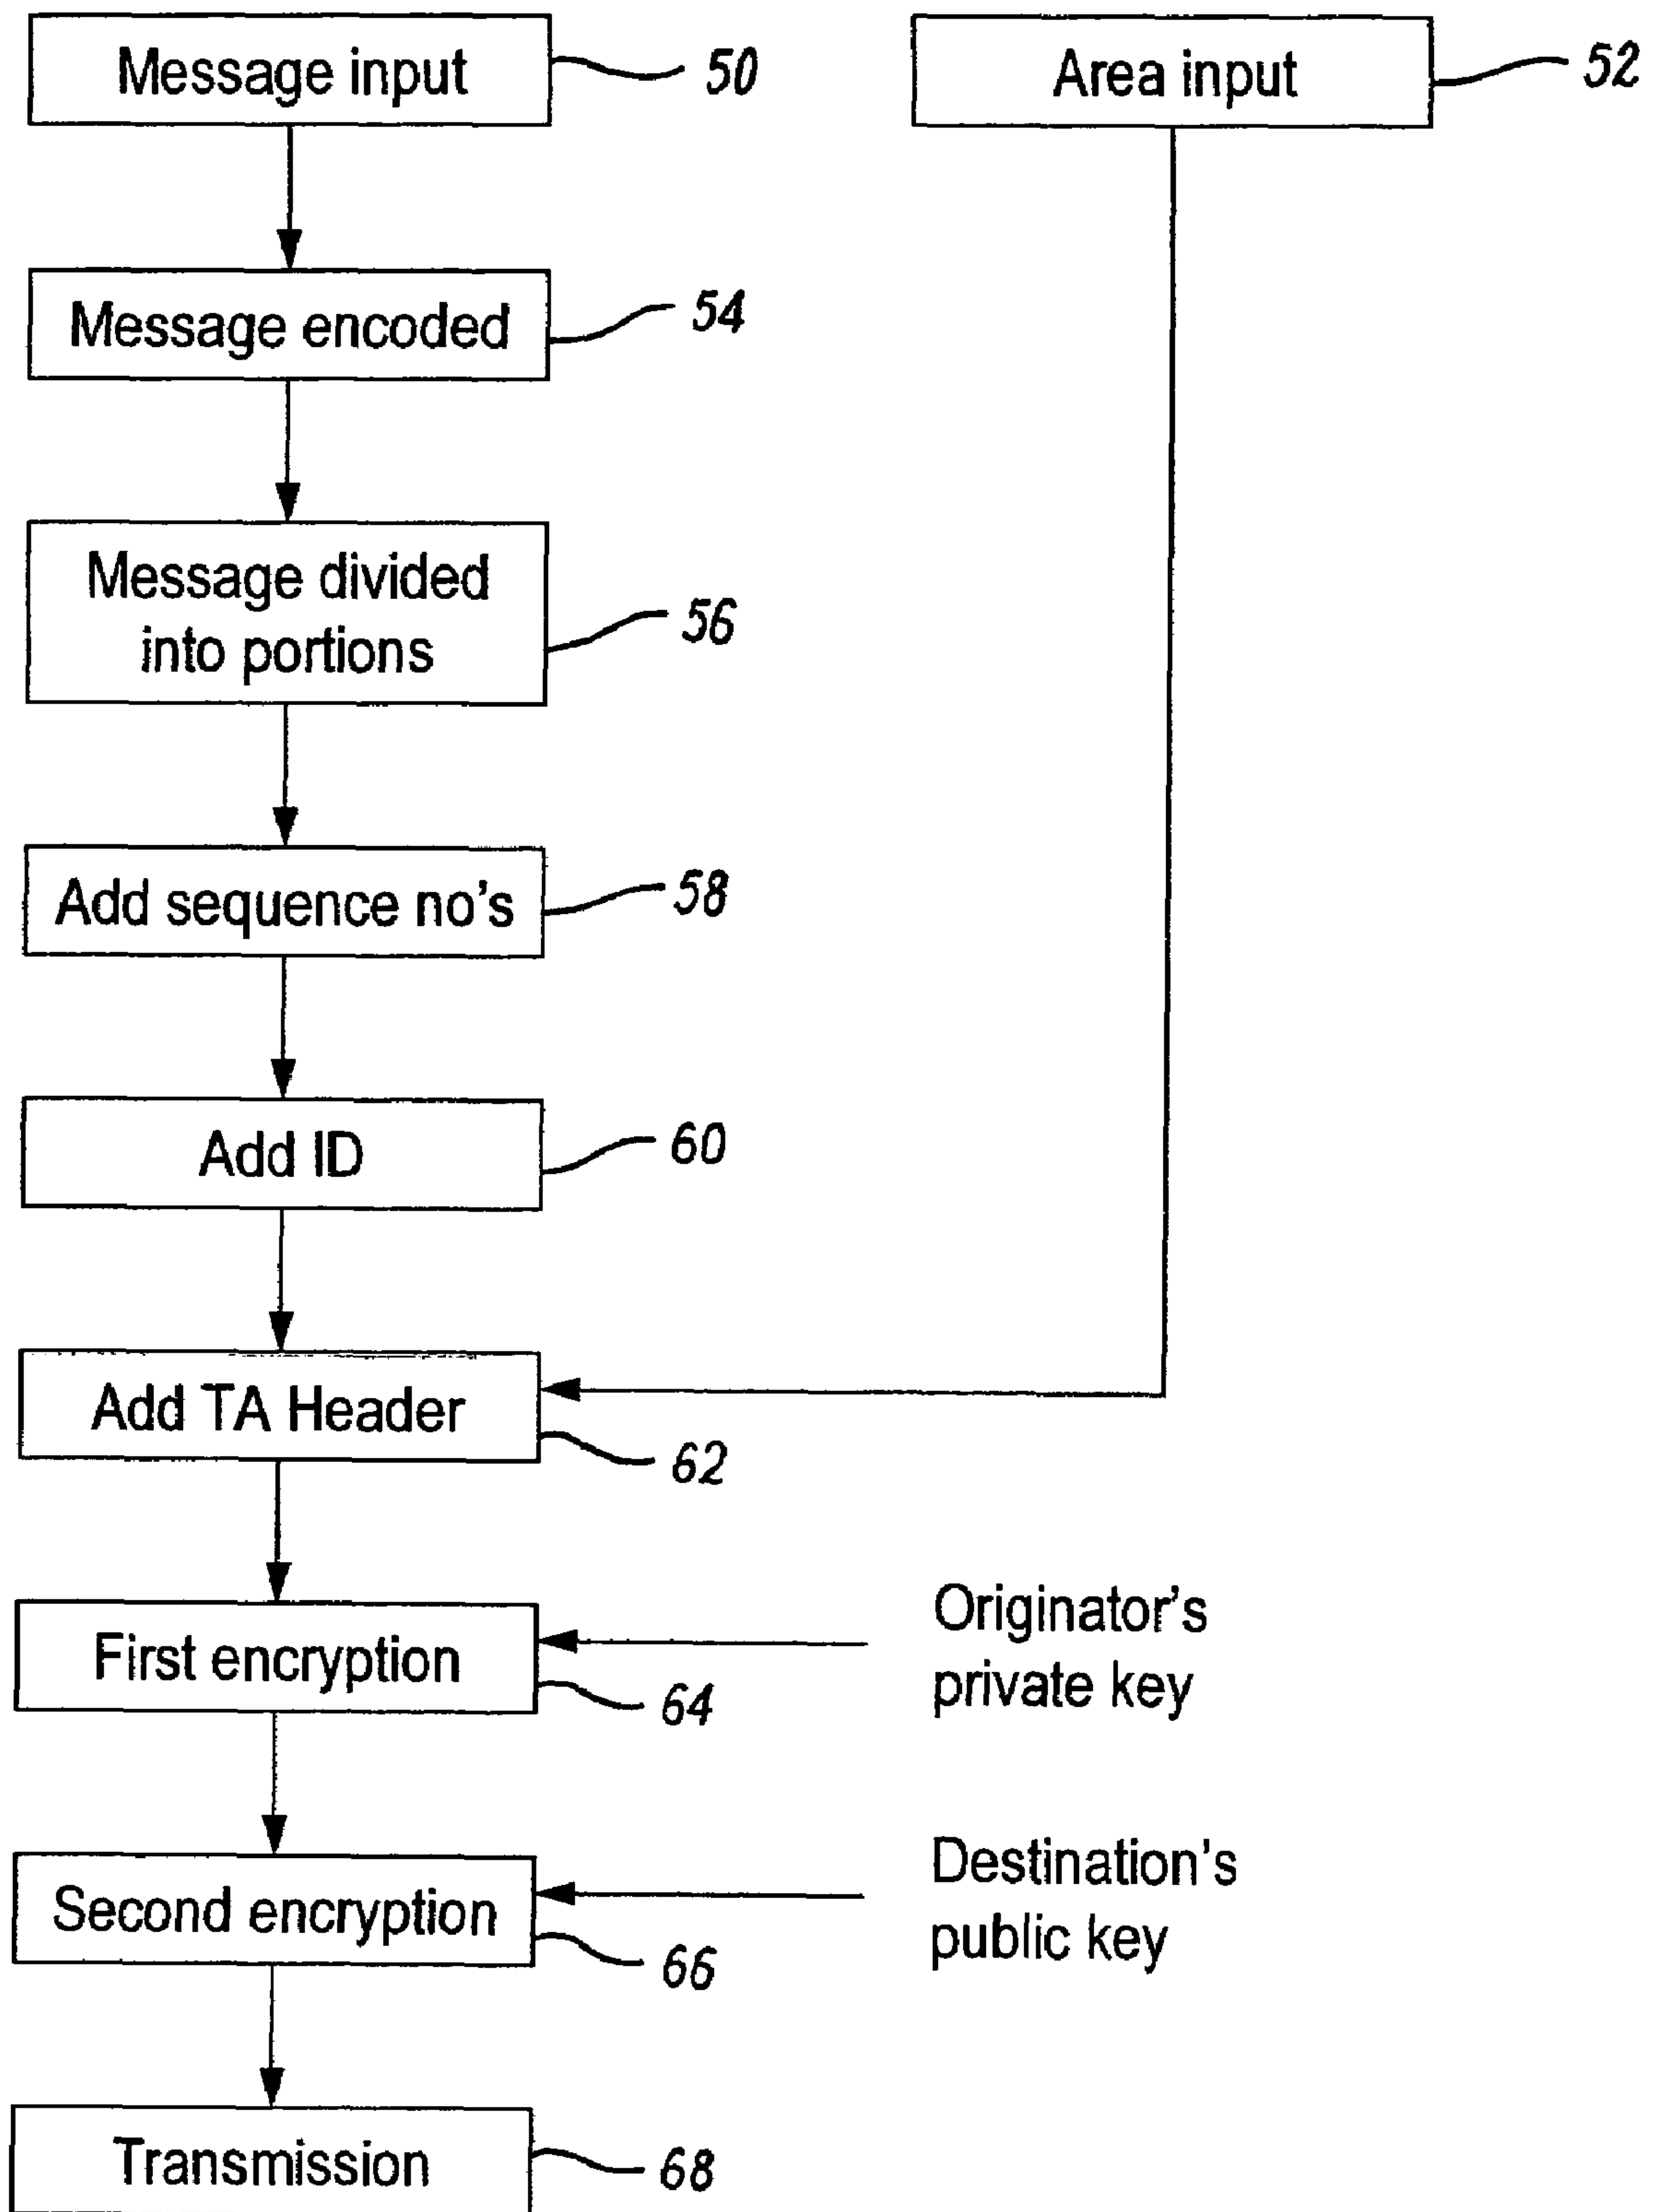 Message input
50
Area input
52
Message encoded
54
Message divided
into portions
56
Add sequence no's
58
Add ID
60
Add TA Header
62
First encryption
64
Originator's
private key
Second encryption
66
Destination's
public key
Transmission
68